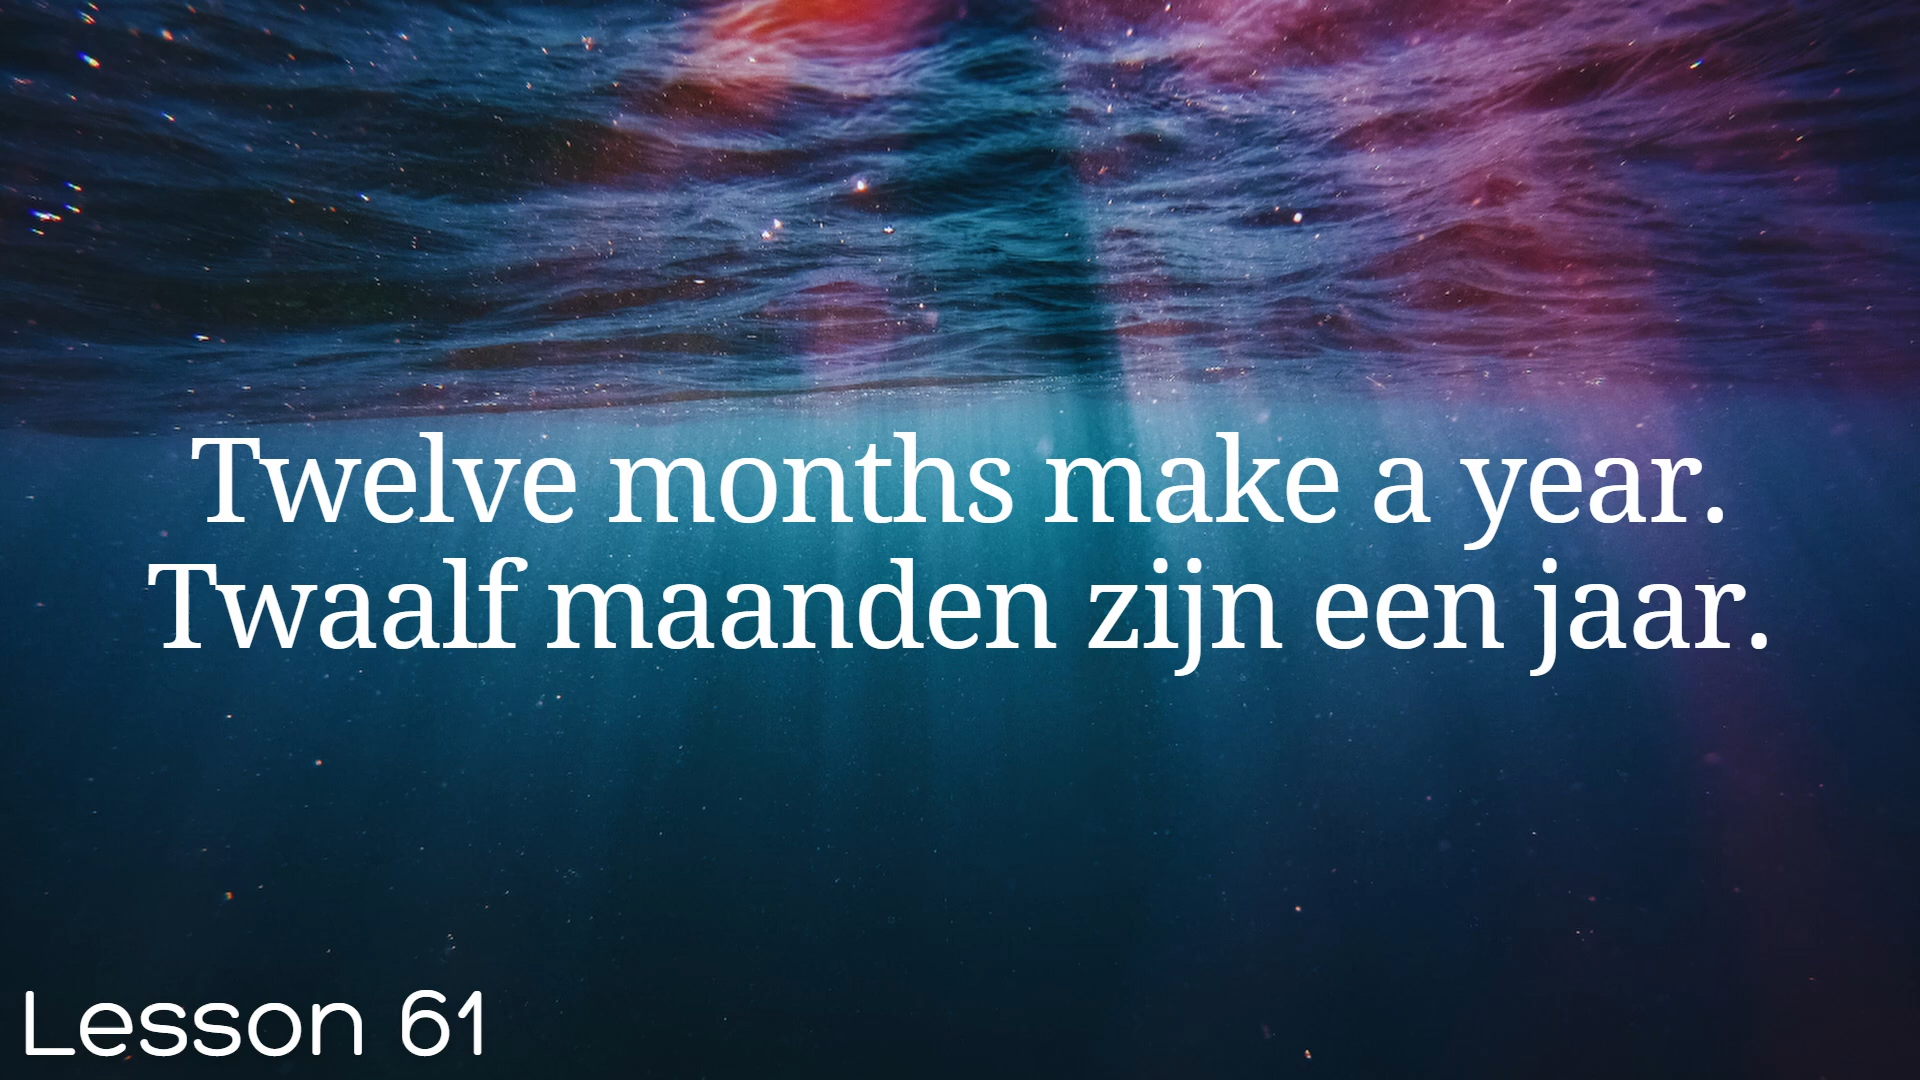 Twelve months make a year.
Twaalf maanden zijn een jaar.
Lesson 61